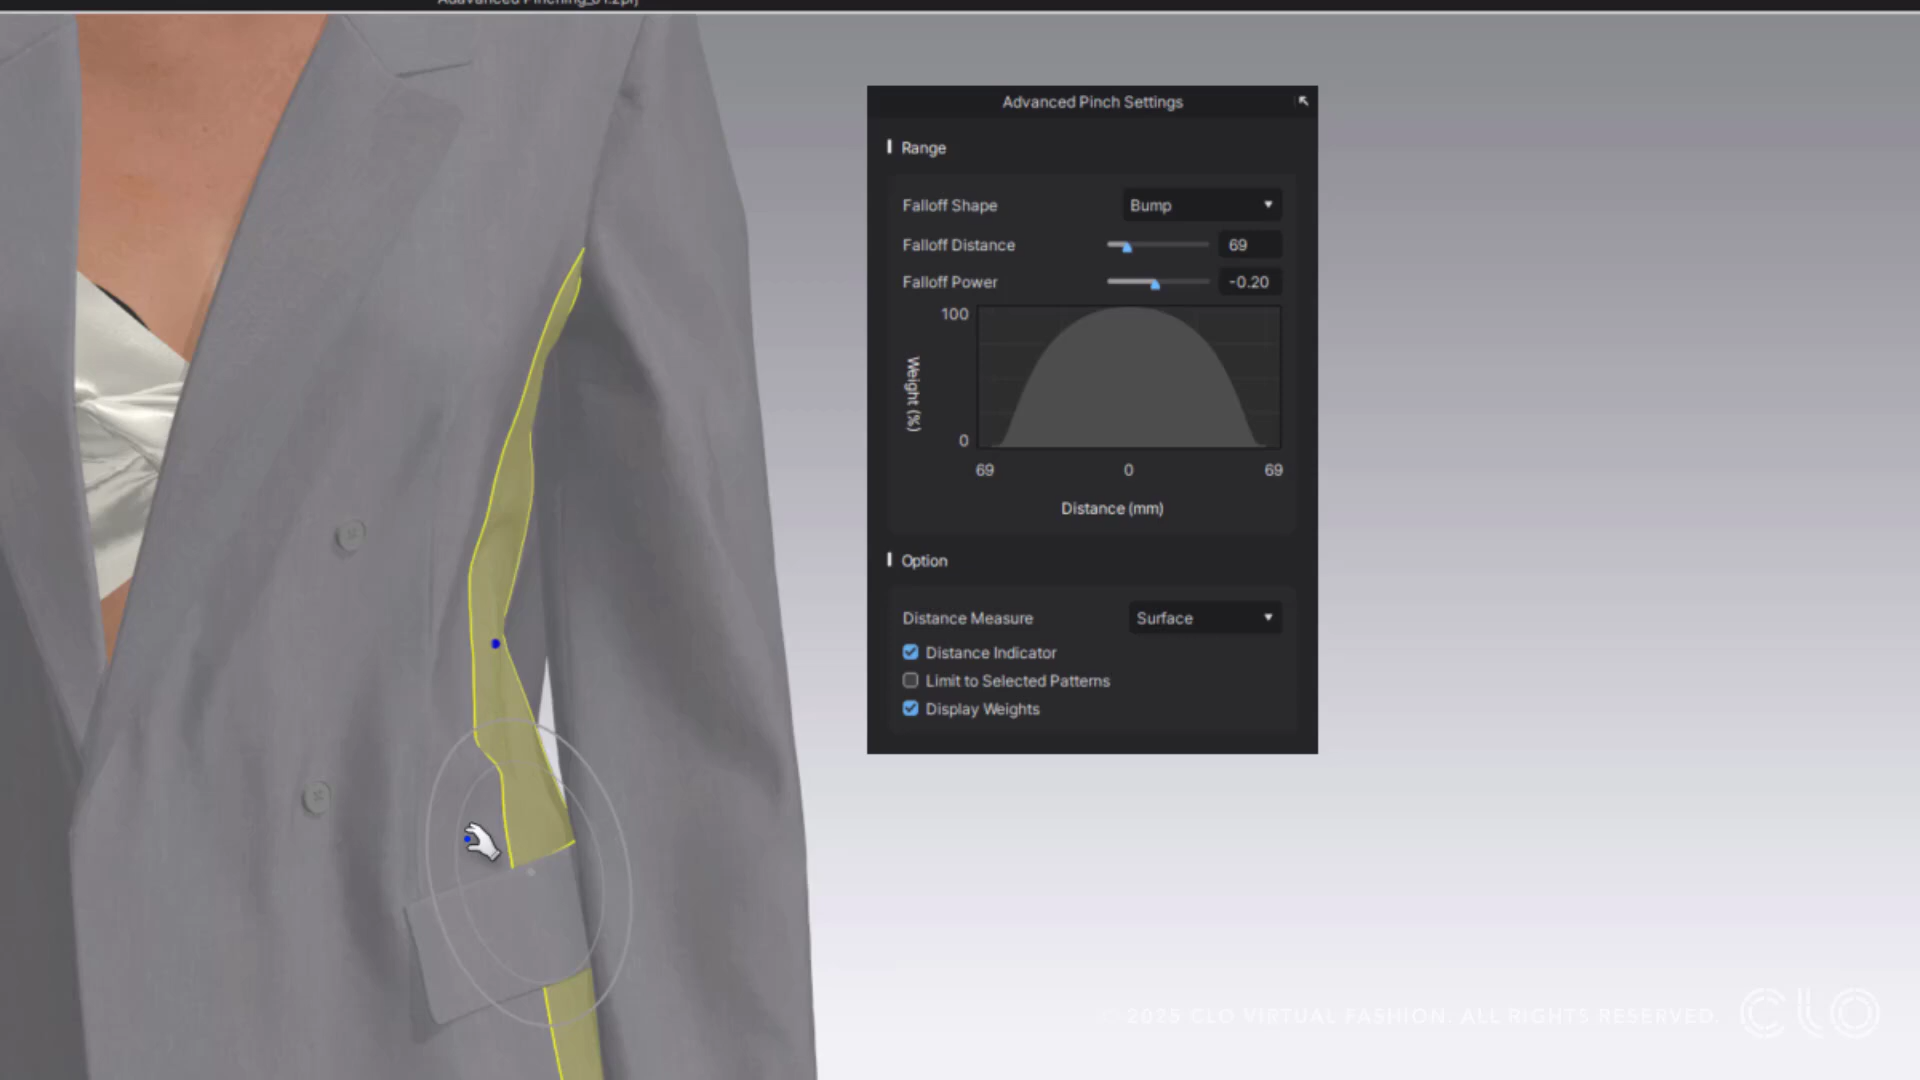 Advanced Pinch Settings
Range
Falloff Shape Bump
Falloff Distance 69
Falloff Power -0.20
100
Weight (%)
0
69 0 69
Distance (mm)
Option
Distance Measure Surface
Distance Indicator
Limit to Selected Patterns
Display Weights
© 2025 CLO VIRTUAL FASHION. ALL RIGHTS RESERVED. CLO